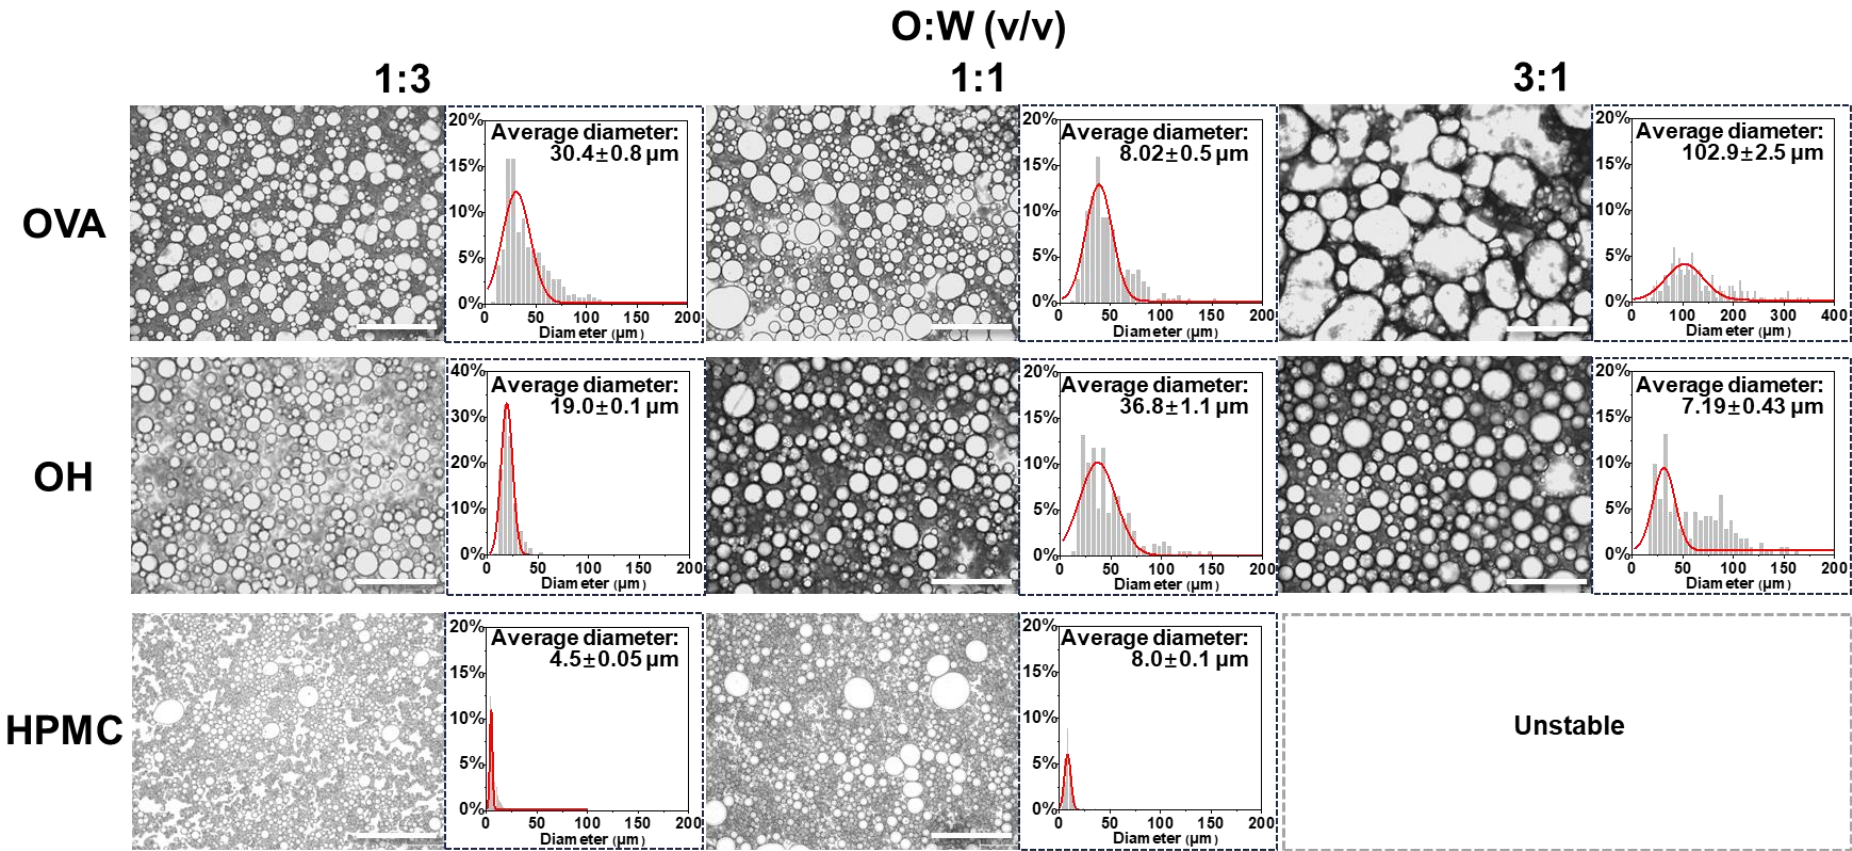 O:W (v/v)
1:3
1:1
3:1
OVA
20%
15%
10%
5%
0%
Average diameter:
30.4±0.8 µm
0 50 100 150 200
Diameter (µm)
20%
15%
10%
5%
0%
Average diameter:
8.02±0.5 µm
0 50 100 150 200
Diameter (µm)
20%
15%
10%
5%
0%
Average diameter:
102.9±2.5 µm
0 100 200 300 400
Diameter (µm)
OH
40%
30%
20%
10%
0%
Average diameter:
19.0±0.1 µm
0 50 100 150 200
Diameter (µm)
20%
15%
10%
5%
0%
Average diameter:
36.8±1.1 µm
0 50 100 150 200
Diameter (µm)
20%
15%
10%
5%
0%
Average diameter:
7.19±0.43 µm
0 50 100 150 200
Diameter (µm)
HPMC
20%
15%
10%
5%
0%
Average diameter:
4.5±0.05 µm
0 50 100 150 200
Diameter (µm)
20%
15%
10%
5%
0%
Average diameter:
8.0±0.1 µm
0 50 100 150 200
Diameter (µm)
Unstable